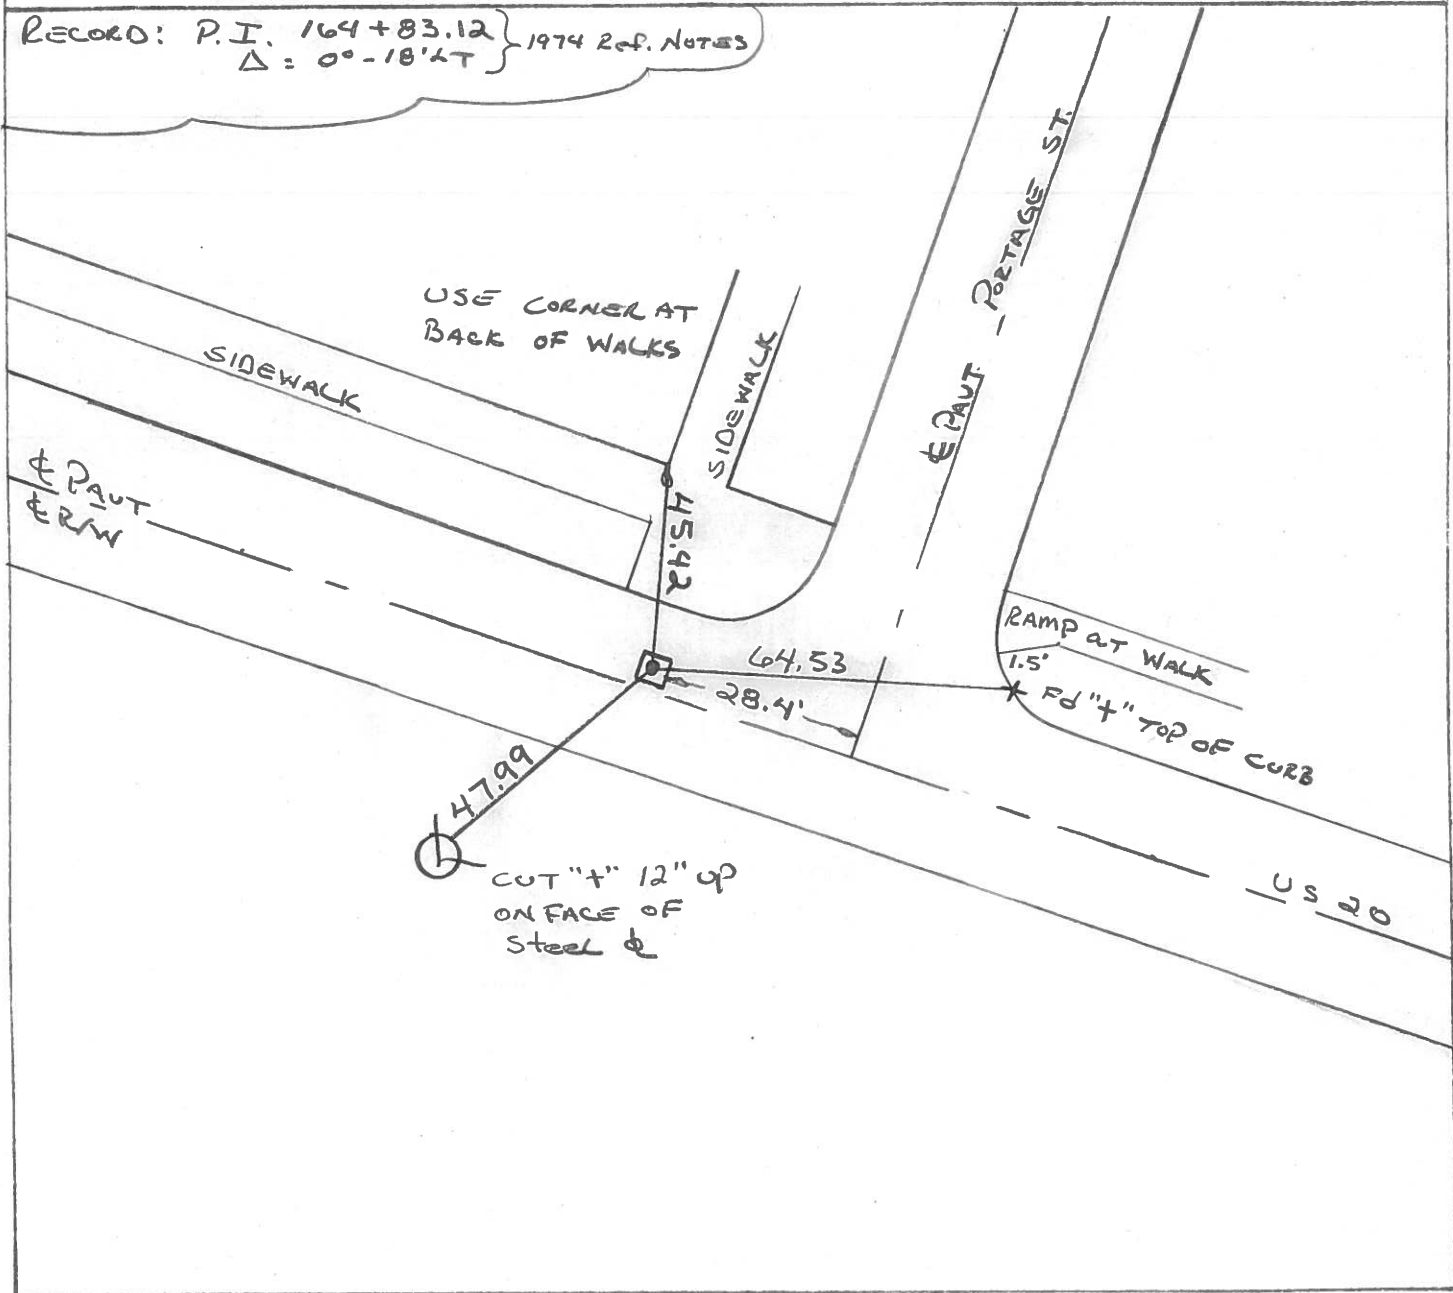 RECORD: P.I. 164+83.12 } 1974 Ref. NOTES
Δ = 0°-18' LT
USE CORNER AT
BACK OF WALKS
SIDEWALK
SIDEWALK
℄ PAVT - PORTAGE ST.
℄ PAVT
℄ R/W
45.42
64.53
28.4'
RAMP AT WALK
1.5'
Fd "+" TOP OF CURB
47.99
CUT "+" 12" UP
ON FACE OF
Steel ℄
US 20